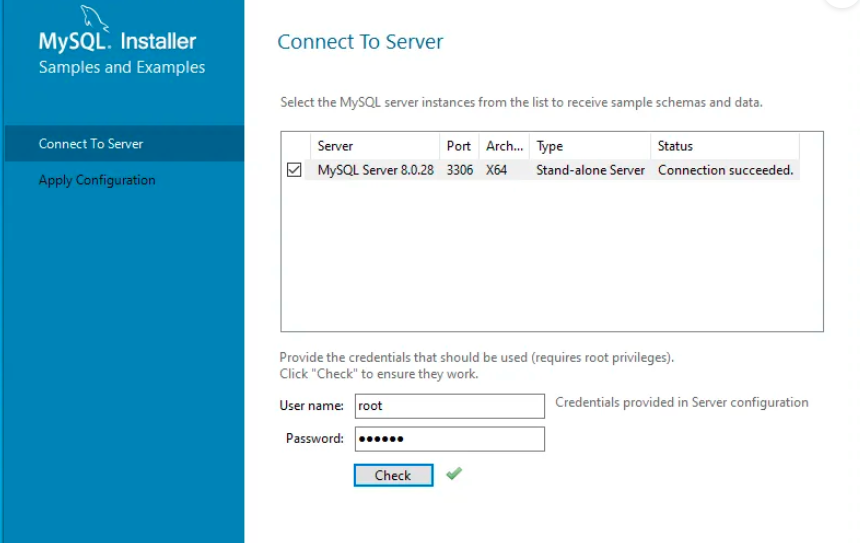 MySQL. Installer
Samples and Examples
Connect To Server
Apply Configuration
Connect To Server
Select the MySQL server instances from the list to receive sample schemas and data.
Server Port Arch... Type Status
MySQL Server 8.0.28 3306 X64 Stand-alone Server Connection succeeded.
Provide the credentials that should be used (requires root privileges).
Click "Check" to ensure they work.
User name: root Credentials provided in Server configuration
Password: ●●●●●●
Check